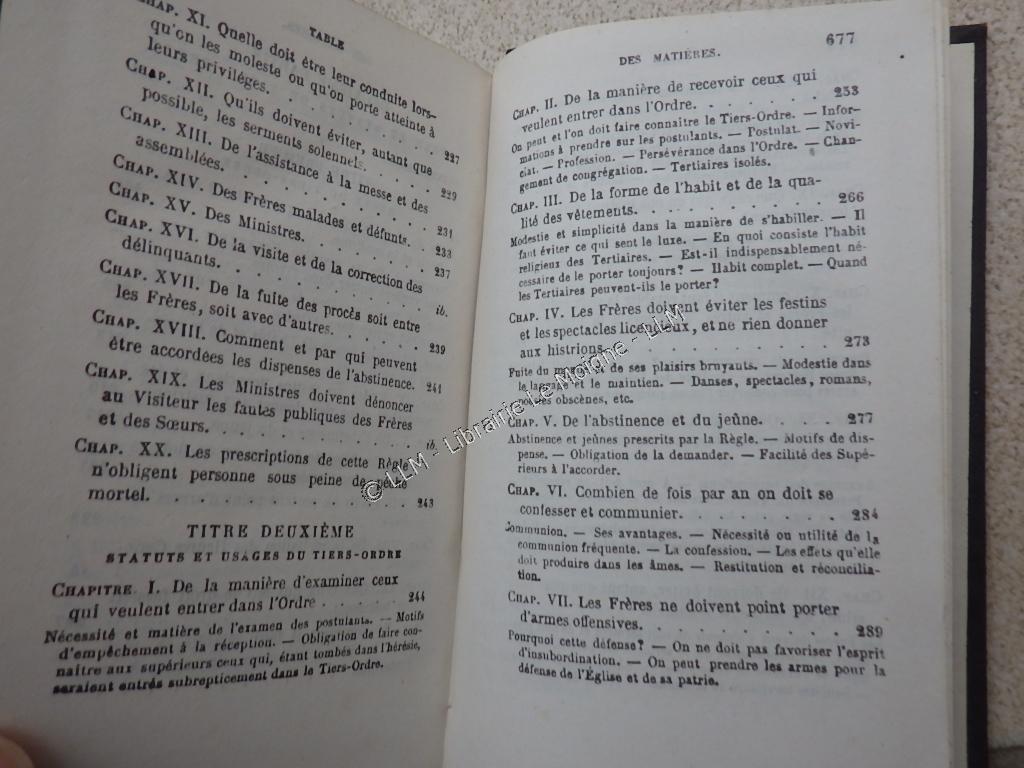 TABLE
CHAP. XI. Quelle doit être leur conduite lors-
qu'on les moleste ou qu'on porte atteinte à
leurs priviléges. . . . . . . . . 227
CHAP. XII. Qu'ils doivent éviter, autant que
possible, les serments solennels. . . . . 229
CHAP. XIII. De l'assistance à la messe et des
assemblées. . . . . . . . . . 231
CHAP. XIV. Des Frères malades et défunts. . 233
CHAP. XV. Des Ministres. . . . . . . 237
CHAP. XVI. De la visite et de la correction des
délinquants. . . . . . . . . . ib.
CHAP. XVII. De la fuite des procès soit entre
les Frères, soit avec d'autres. . . . . . 239
CHAP. XVIII. Comment et par qui peuvent
être accordées les dispenses de l'abstinence. 241
CHAP. XIX. Les Ministres doivent dénoncer
au Visiteur les fautes publiques des Frères
et des Sœurs. . . . . . . . . . ib.
CHAP. XX. Les prescriptions de cette Règle
n'obligent personne sous peine de péché
mortel. . . . . . . . . . . 243
TITRE DEUXIÈME
STATUTS ET USAGES DU TIERS-ORDRE
CHAPITRE I. De la manière d'examiner ceux
qui veulent entrer dans l'Ordre . . . . . 244
Nécessité et matière de l'examen des postulants. — Motifs
d'empêchement à la réception. — Obligation de faire con-
naître aux supérieurs ceux qui, étant tombés dans l'hérésie,
seraient entrés subrepticement dans le Tiers-Ordre.
DES MATIÈRES. 677
CHAP. II. De la manière de recevoir ceux qui
veulent entrer dans l'Ordre. . . . . . . 253
On peut et l'on doit faire connaître le Tiers-Ordre. — Infor-
mations à prendre sur les postulants. — Postulat. — Novi-
ciat. — Profession. — Persévérance dans l'Ordre. — Chan-
gement de congrégation. — Tertiaires isolés.
CHAP. III. De la forme de l'habit et de la qua-
lité des vêtements. . . . . . . . . . 266
Modestie et simplicité dans la manière de s'habiller. — Il
faut éviter ce qui sent le luxe. — En quoi consiste l'habit
religieux des Tertiaires. — Est-il indispensablement né-
cessaire de le porter toujours? — Habit complet. — Quand
les Tertiaires peuvent-ils le porter?
CHAP. IV. Les Frères doivent éviter les festins
et les spectacles licencieux, et ne rien donner
aux histrions. . . . . . . . . . . 273
Fuite du monde et de ses plaisirs bruyants. — Modestie dans
le langage et le maintien. — Danses, spectacles, romans,
poésies obscènes, etc.
CHAP. V. De l'abstinence et du jeûne. . . . . 277
Abstinence et jeûnes prescrits par la Règle. — Motifs de dis-
pense. — Obligation de la demander. — Facilité des Supé-
rieurs à l'accorder.
CHAP. VI. Combien de fois par an on doit se
confesser et communier. . . . . . . . 284
Communion. — Ses avantages. — Nécessité ou utilité de la
communion fréquente. — La confession. — Les effets qu'elle
doit produire dans les âmes. — Restitution et réconcilia-
tion.
CHAP. VII. Les Frères ne doivent point porter
d'armes offensives. . . . . . . . . 289
Pourquoi cette défense? — On ne doit pas favoriser l'esprit
d'insubordination. — On peut prendre les armes pour la
défense de l'Église et de sa patrie.
© LLM - Librairie Le Moigne - LLM